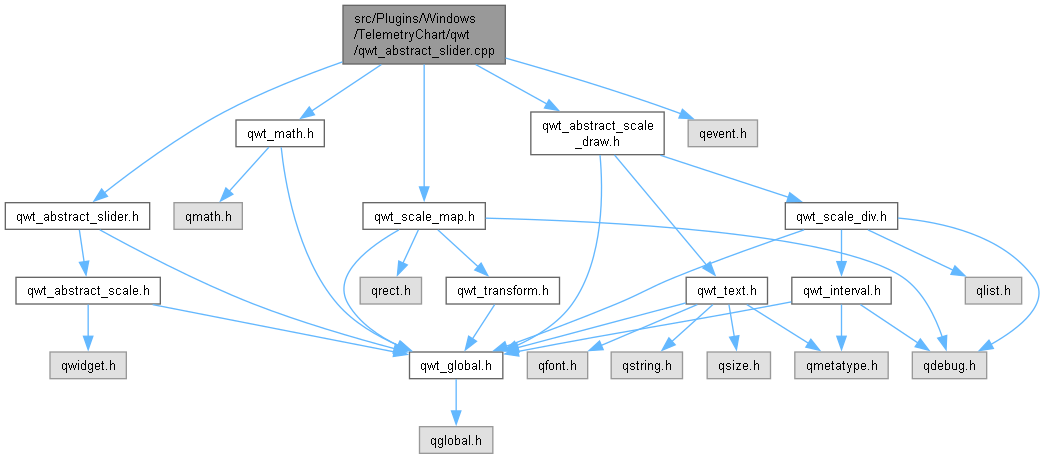 src/Plugins/Windows
/TelemetryChart/qwt
/qwt_abstract_slider.cpp
qwt_math.h
qwt_abstract_scale
_draw.h
qevent.h
qwt_abstract_slider.h
qmath.h
qwt_scale_map.h
qwt_scale_div.h
qwt_abstract_scale.h
qrect.h
qwt_transform.h
qwt_text.h
qwt_interval.h
qlist.h
qwidget.h
qwt_global.h
qfont.h
qstring.h
qsize.h
qmetatype.h
qdebug.h
qglobal.h